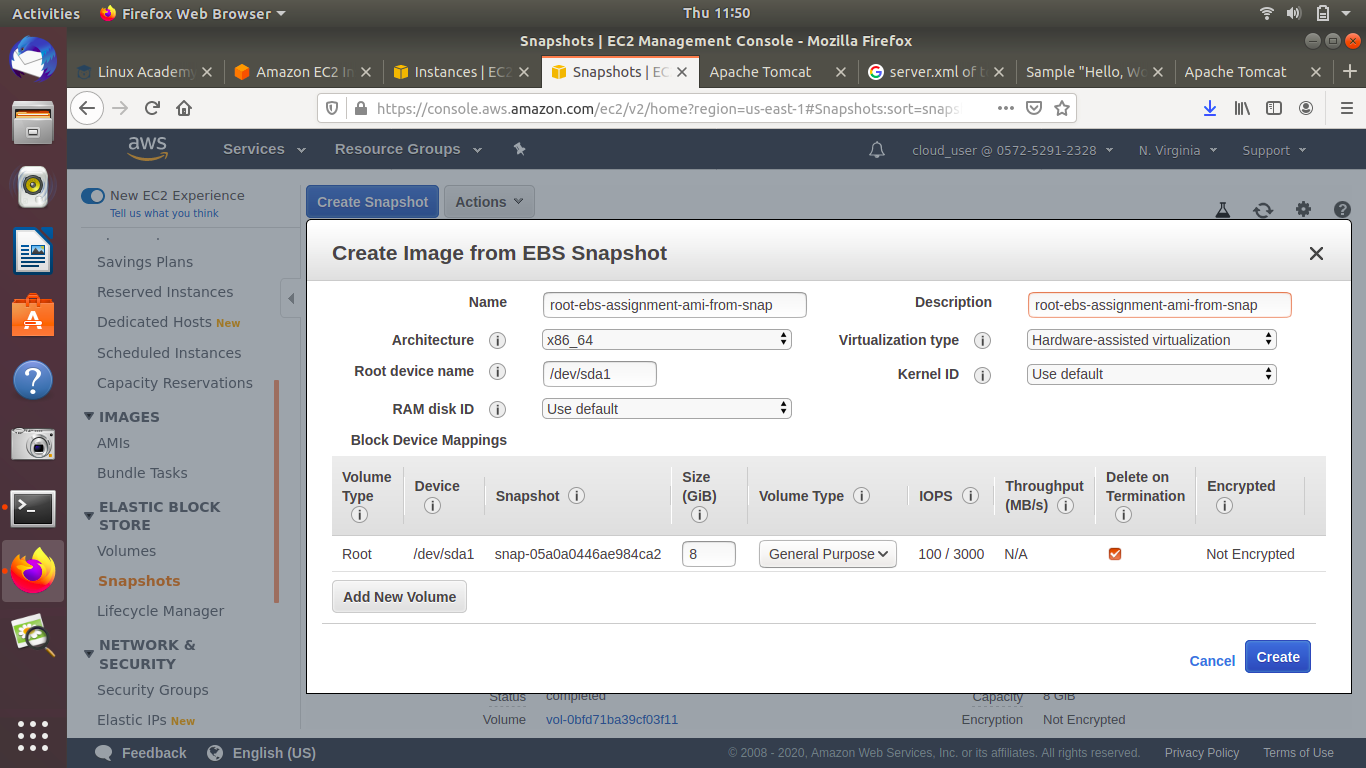 Activities
Firefox Web Browser
Thu 11:50
Snapshots | EC2 Management Console - Mozilla Firefox
Linux Academy
Amazon EC2 In
Instances | EC2
Snapshots | EC
Apache Tomcat
server.xml of t
Sample "Hello, Wo
Apache Tomcat
https://console.aws.amazon.com/ec2/v2/home?region=us-east-1#Snapshots:sort=snaps
aws
Services
Resource Groups
cloud_user @ 0572-5291-2328
N. Virginia
Support
New EC2 Experience
Tell us what you think
Savings Plans
Reserved Instances
Dedicated Hosts New
Scheduled Instances
Capacity Reservations
IMAGES
AMIs
Bundle Tasks
ELASTIC BLOCK
STORE
Volumes
Snapshots
Lifecycle Manager
NETWORK &
SECURITY
Security Groups
Elastic IPs New
Create Snapshot
Actions
Create Image from EBS Snapshot
Name root-ebs-assignment-ami-from-snap
Description root-ebs-assignment-ami-from-snap
Architecture x86_64
Virtualization type Hardware-assisted virtualization
Root device name /dev/sda1
Kernel ID Use default
RAM disk ID Use default
Block Device Mappings
Volume Type
Device
Snapshot
Size (GiB)
Volume Type
IOPS
Throughput (MB/s)
Delete on Termination
Encrypted
Root /dev/sda1 snap-05a0a0446ae984ca2 8 General Purpose 100 / 3000 N/A Not Encrypted
Add New Volume
Cancel
Create
Status completed
Capacity 8 GiB
Volume vol-0bfd71ba39cf03f11
Encryption Not Encrypted
Feedback
English (US)
© 2008 - 2020, Amazon Web Services, Inc. or its affiliates. All rights reserved.
Privacy Policy
Terms of Use